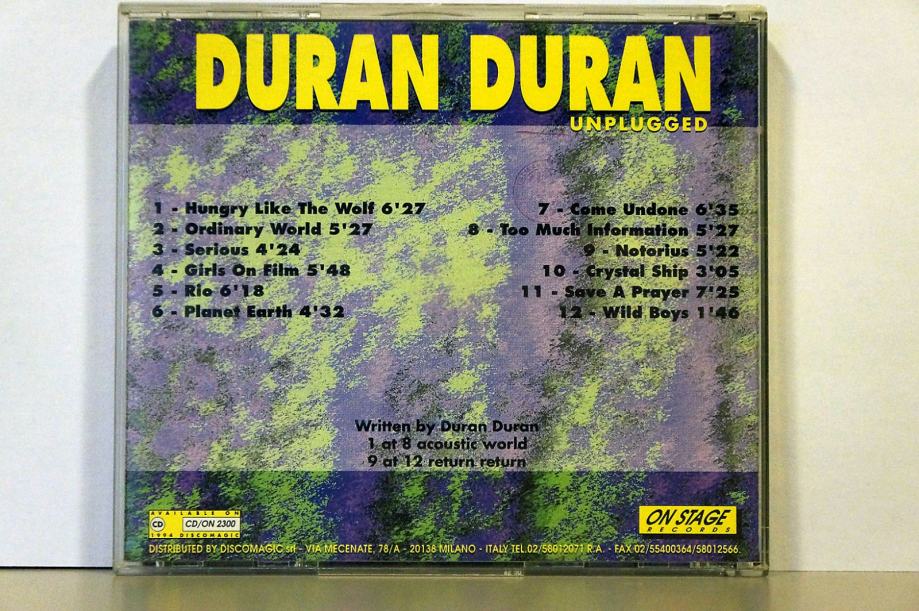 DURAN DURAN
UNPLUGGED
1 - Hungry Like The Wolf 6'27
2 - Ordinary World 5'27
3 - Serious 4'24
4 - Girls On Film 5'48
5 - Rio 6'18
6 - Planet Earth 4'32
7 - Come Undone 6'35
8 - Too Much Information 5'27
9 - Notorius 5'22
10 - Crystal Ship 3'05
11 - Save A Prayer 7'25
12 - Wild Boys 1'46
Written by Duran Duran
1 at 8 acoustic world
9 at 12 return return
AVAILABLE ON
CD CD/ON 2300
1994 DISCOMAGIC
ON STAGE
RECORDS
DISTRIBUTED BY DISCOMAGIC srl - VIA MECENATE, 78/A - 20138 MILANO - ITALY TEL.02/58012071 R.A. - FAX 02/55400364/58012566.